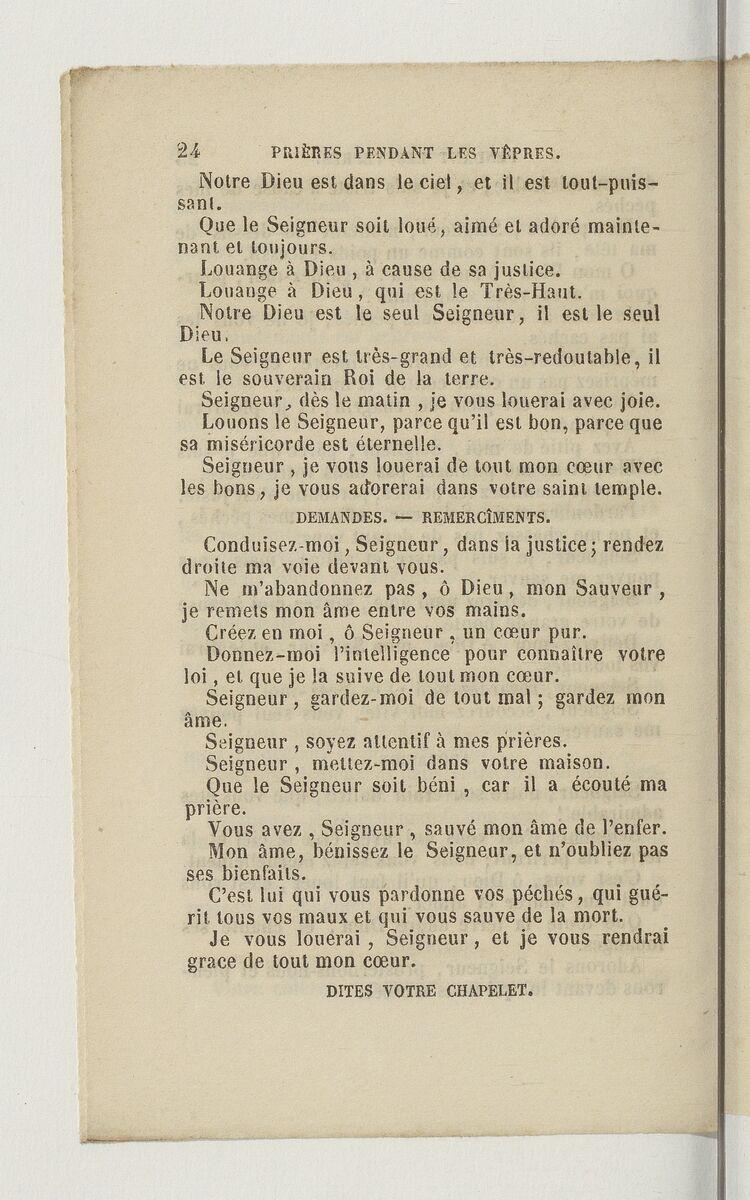 24 PRIÈRES PENDANT LES VÊPRES.
Notre Dieu est dans le ciel, et il est tout-puis-
sant.
Que le Seigneur soit loué, aimé et adoré mainte-
nant et toujours.
Louange à Dieu, à cause de sa justice.
Louange à Dieu, qui est le Très-Haut.
Notre Dieu est le seul Seigneur, il est le seul
Dieu.
Le Seigneur est très-grand et très-redoutable, il
est le souverain Roi de la terre.
Seigneur, dès le matin, je vous louerai avec joie.
Louons le Seigneur, parce qu'il est bon, parce que
sa miséricorde est éternelle.
Seigneur, je vous louerai de tout mon cœur avec
les bons, je vous adorerai dans votre saint temple.
DEMANDES. — REMERCÎMENTS.
Conduisez-moi, Seigneur, dans la justice; rendez
droite ma voie devant vous.
Ne m'abandonnez pas, ô Dieu, mon Sauveur,
je remets mon âme entre vos mains.
Créez en moi, ô Seigneur, un cœur pur.
Donnez-moi l'intelligence pour connaître votre
loi, et que je la suive de tout mon cœur.
Seigneur, gardez-moi de tout mal; gardez mon
âme.
Seigneur, soyez attentif à mes prières.
Seigneur, mettez-moi dans votre maison.
Que le Seigneur soit béni, car il a écouté ma
prière.
Vous avez, Seigneur, sauvé mon âme de l'enfer.
Mon âme, bénissez le Seigneur, et n'oubliez pas
ses bienfaits.
C'est lui qui vous pardonne vos péchés, qui gué-
rit tous vos maux et qui vous sauve de la mort.
Je vous louerai, Seigneur, et je vous rendrai
grace de tout mon cœur.
DITES VOTRE CHAPELET.